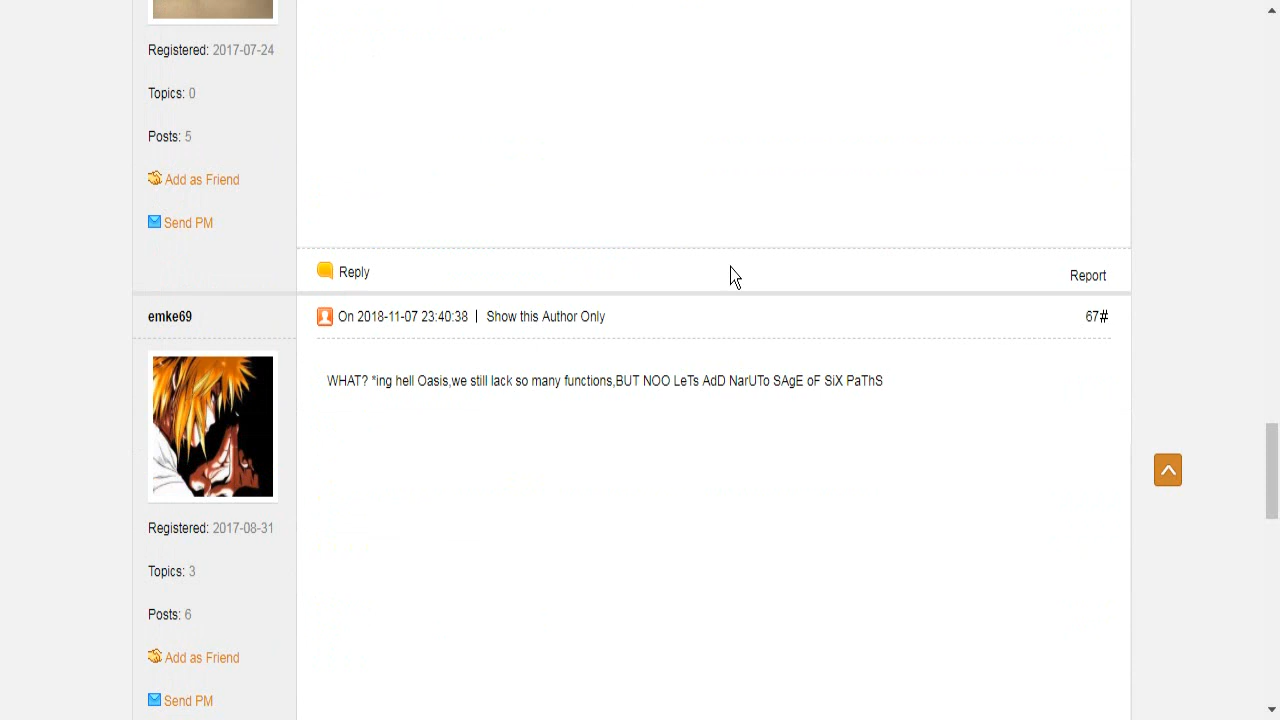 Registered: 2017-07-24
Topics: 0
Posts: 5
Add as Friend
Send PM
Reply
Report
emke69
On 2018-11-07 23:40:38 | Show this Author Only
67#
WHAT? *ing hell Oasis,we still lack so many functions,BUT NOO LeTs AdD NarUTo SAgE oF SiX PaThS
Registered: 2017-08-31
Topics: 3
Posts: 6
Add as Friend
Send PM